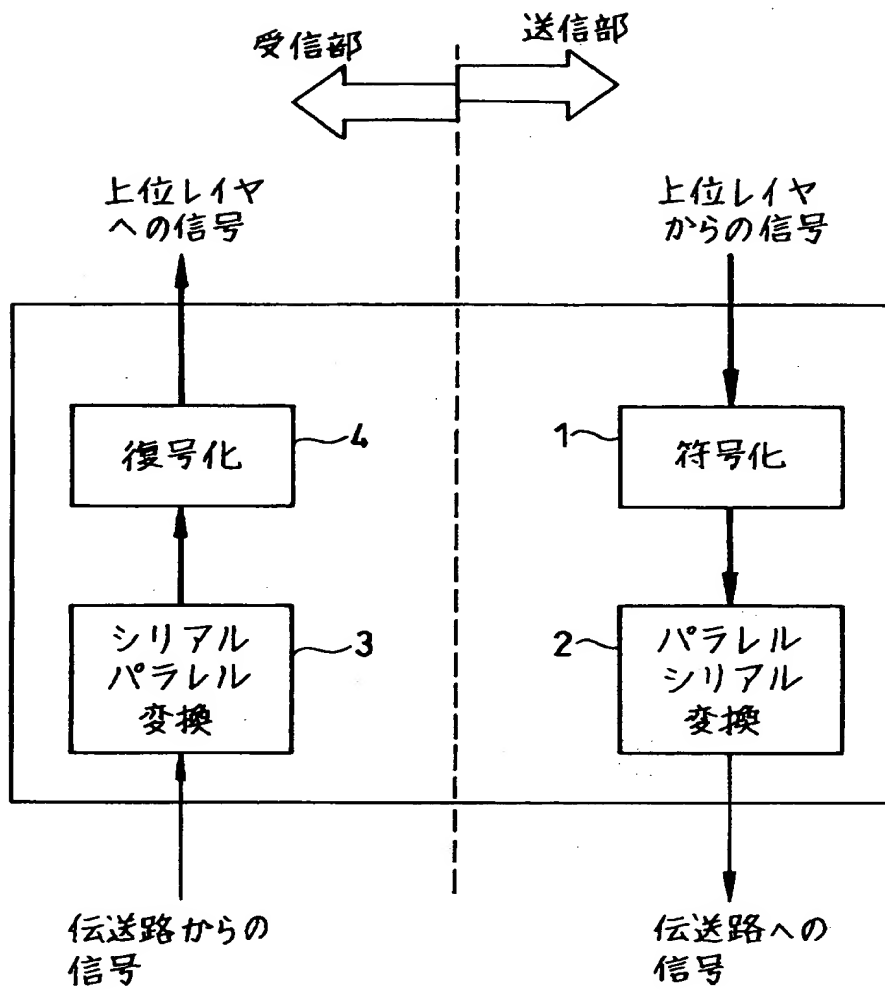 受信部
送信部
上位レイヤ
への信号
上位レイヤ
からの信号
復号化
4
1
符号化
シリアル
パラレル
変換
3
2
パラレル
シリアル
変換
伝送路からの
信号
伝送路への
信号